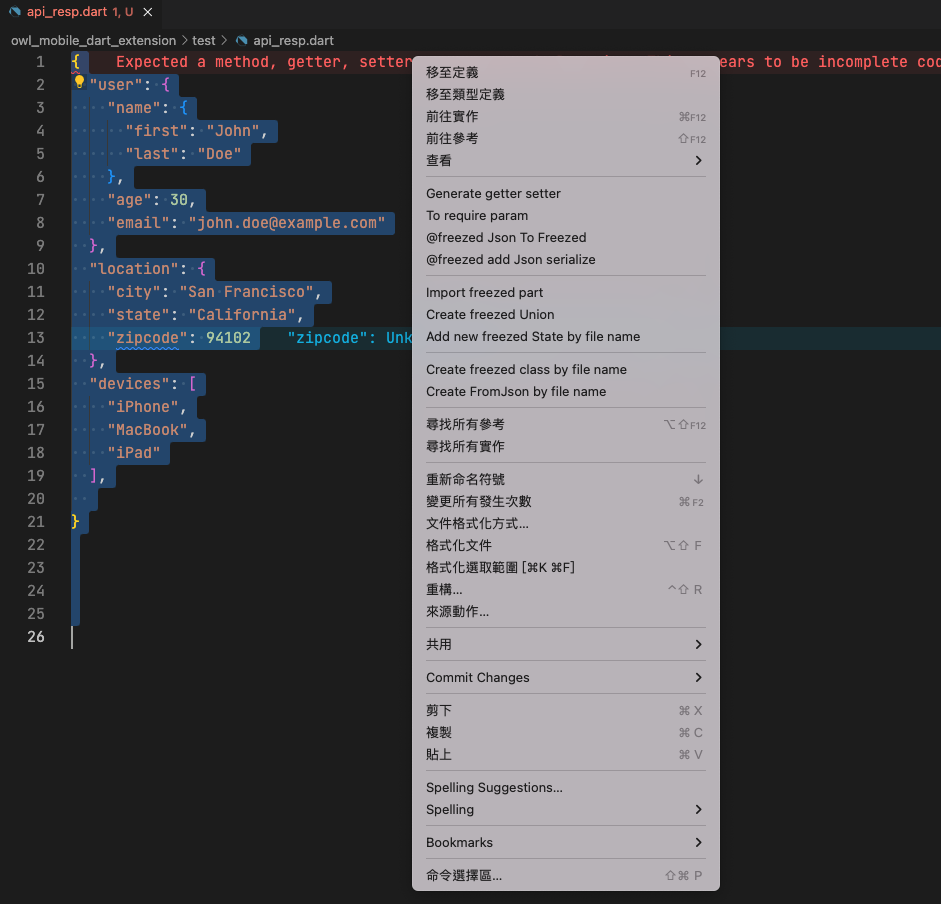 api_resp.dart 1, U
owl_mobile_dart_extension > test > api_resp.dart
1 { Expected a method, getter, setter ears to be incomplete cod
2 "user": {
3 "name": {
4 "first": "John",
5 "last": "Doe"
6 },
7 "age": 30,
8 "email": "john.doe@example.com"
9 },
10 "location": {
11 "city": "San Francisco",
12 "state": "California",
13 "zipcode": 94102 "zipcode": Unk
14 },
15 "devices": [
16 "iPhone",
17 "MacBook",
18 "iPad"
19 ],
20
21 }
22
23
24
25
26
移至定義 F12
移至類型定義
前往實作 ⌘F12
前往參考 ⇧F12
查看
Generate getter setter
To require param
@freezed Json To Freezed
@freezed add Json serialize
Import freezed part
Create freezed Union
Add new freezed State by file name
Create freezed class by file name
Create FromJson by file name
尋找所有參考 ⌥⇧F12
尋找所有實作
重新命名符號 ↓
變更所有發生次數 ⌘F2
文件格式化方式...
格式化文件 ⌥⇧ F
格式化選取範圍 [⌘K ⌘F]
重構... ^⇧ R
來源動作...
共用
Commit Changes
剪下 ⌘ X
複製 ⌘ C
貼上 ⌘ V
Spelling Suggestions...
Spelling
Bookmarks
命令選擇區... ⇧⌘ P